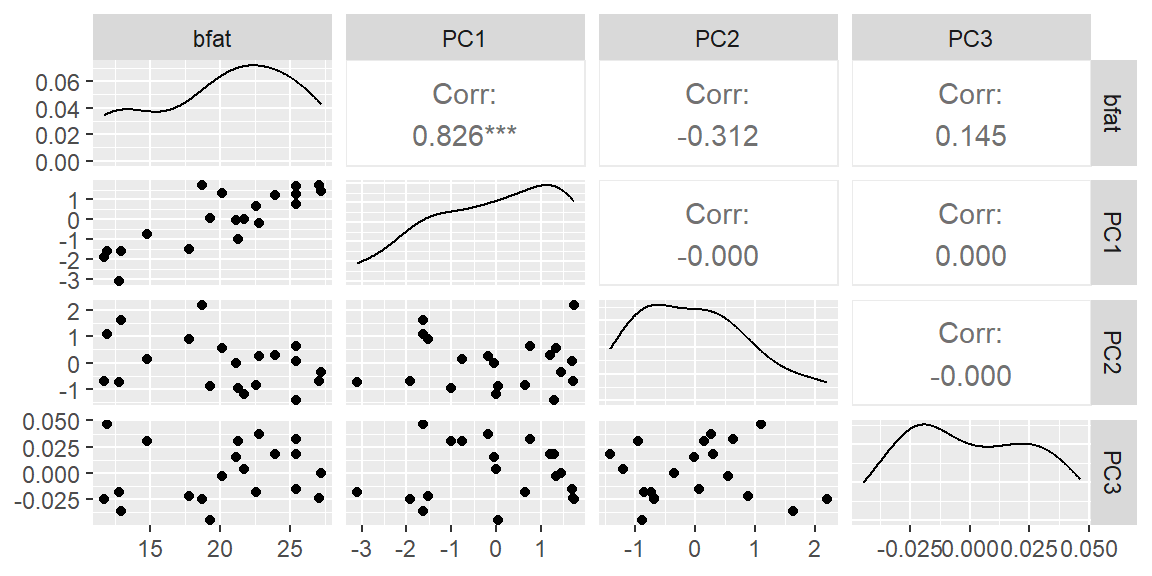 bfat PC1 PC2 PC3
0.06
0.04
0.02
0.00
Corr:
0.826***
Corr:
-0.312
Corr:
0.145
bfat
1
0
-1
-2
-3
Corr:
-0.000
Corr:
0.000
PC1
2
1
0
-1
Corr:
-0.000
PC2
0.050
0.025
0.000
-0.025
PC3
15 20 25 -3 -2 -1 0 1 -1 0 1 2 -0.025 0.000 0.025 0.050